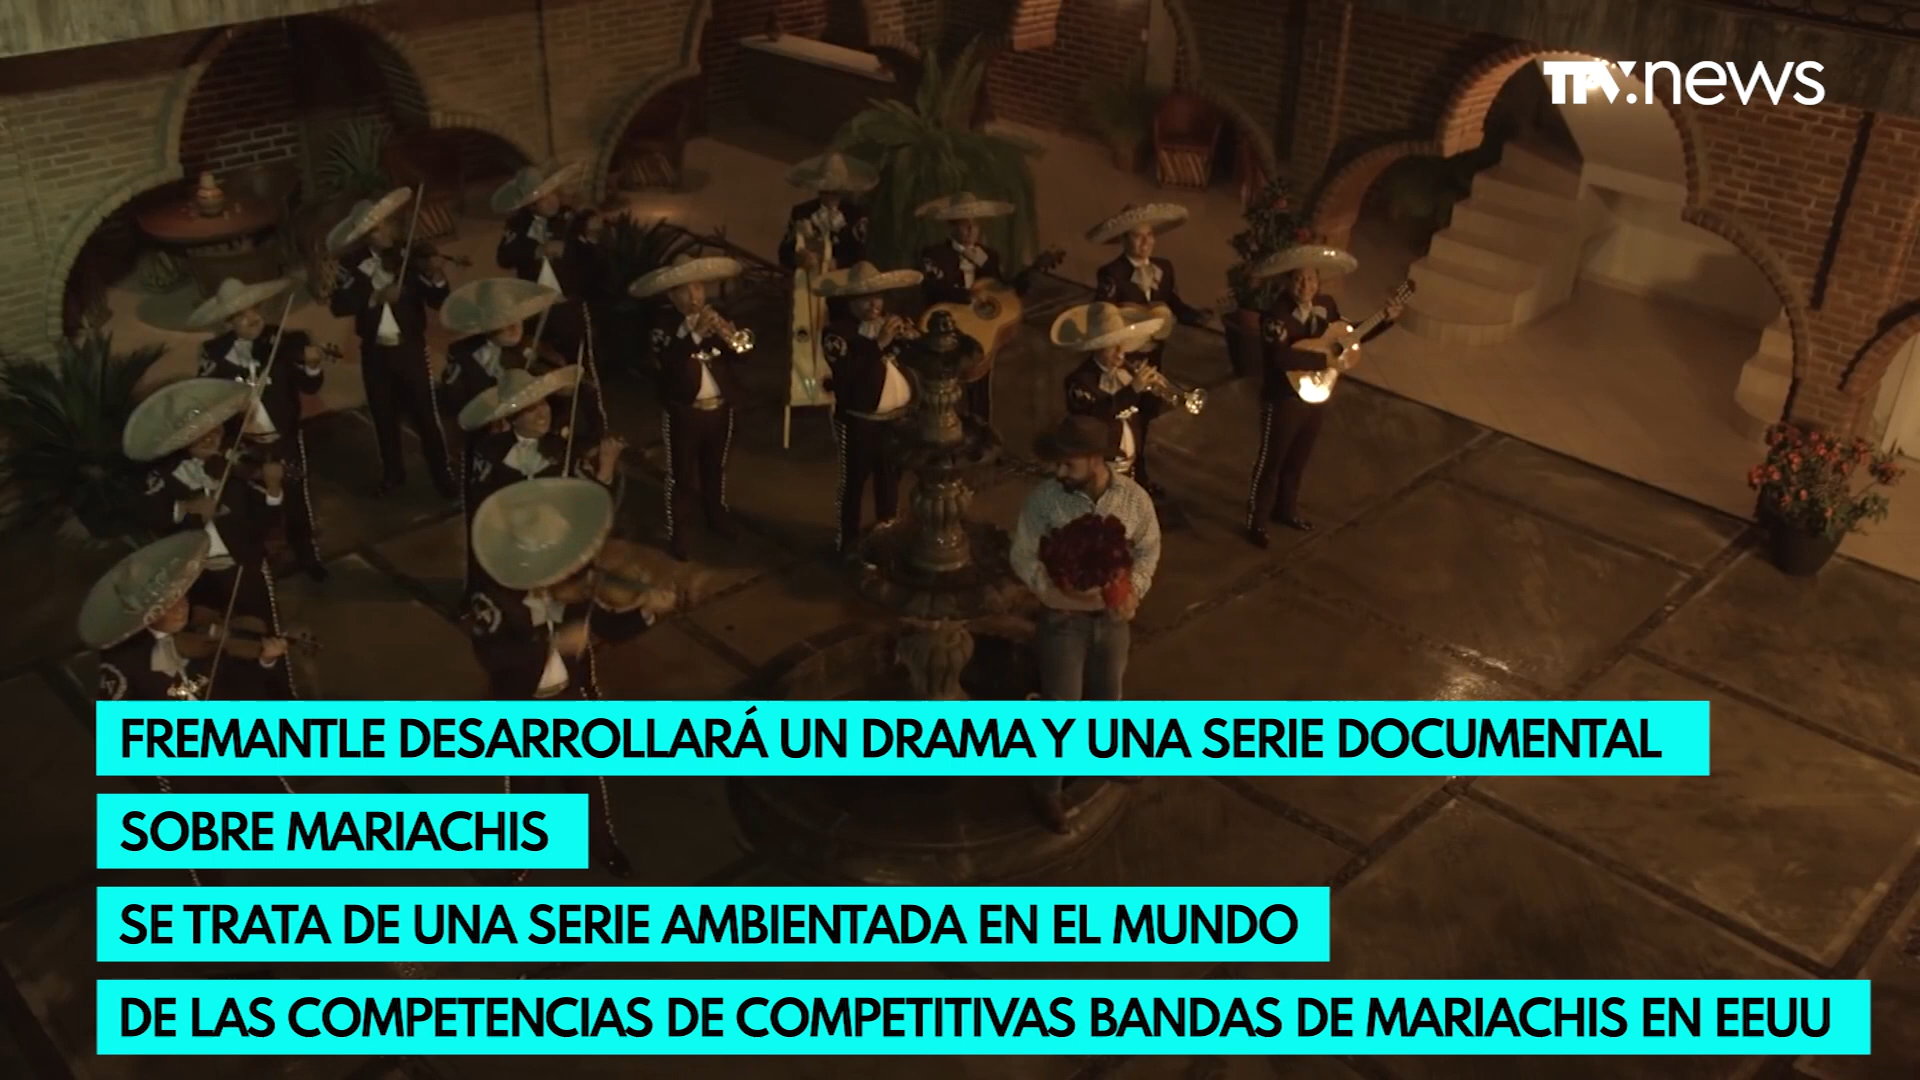 TPV.news
FREMANTLE DESARROLLARÁ UN DRAMA Y UNA SERIE DOCUMENTAL
SOBRE MARIACHIS
SE TRATA DE UNA SERIE AMBIENTADA EN EL MUNDO
DE LAS COMPETENCIAS DE COMPETITIVAS BANDAS DE MARIACHIS EN EEUU